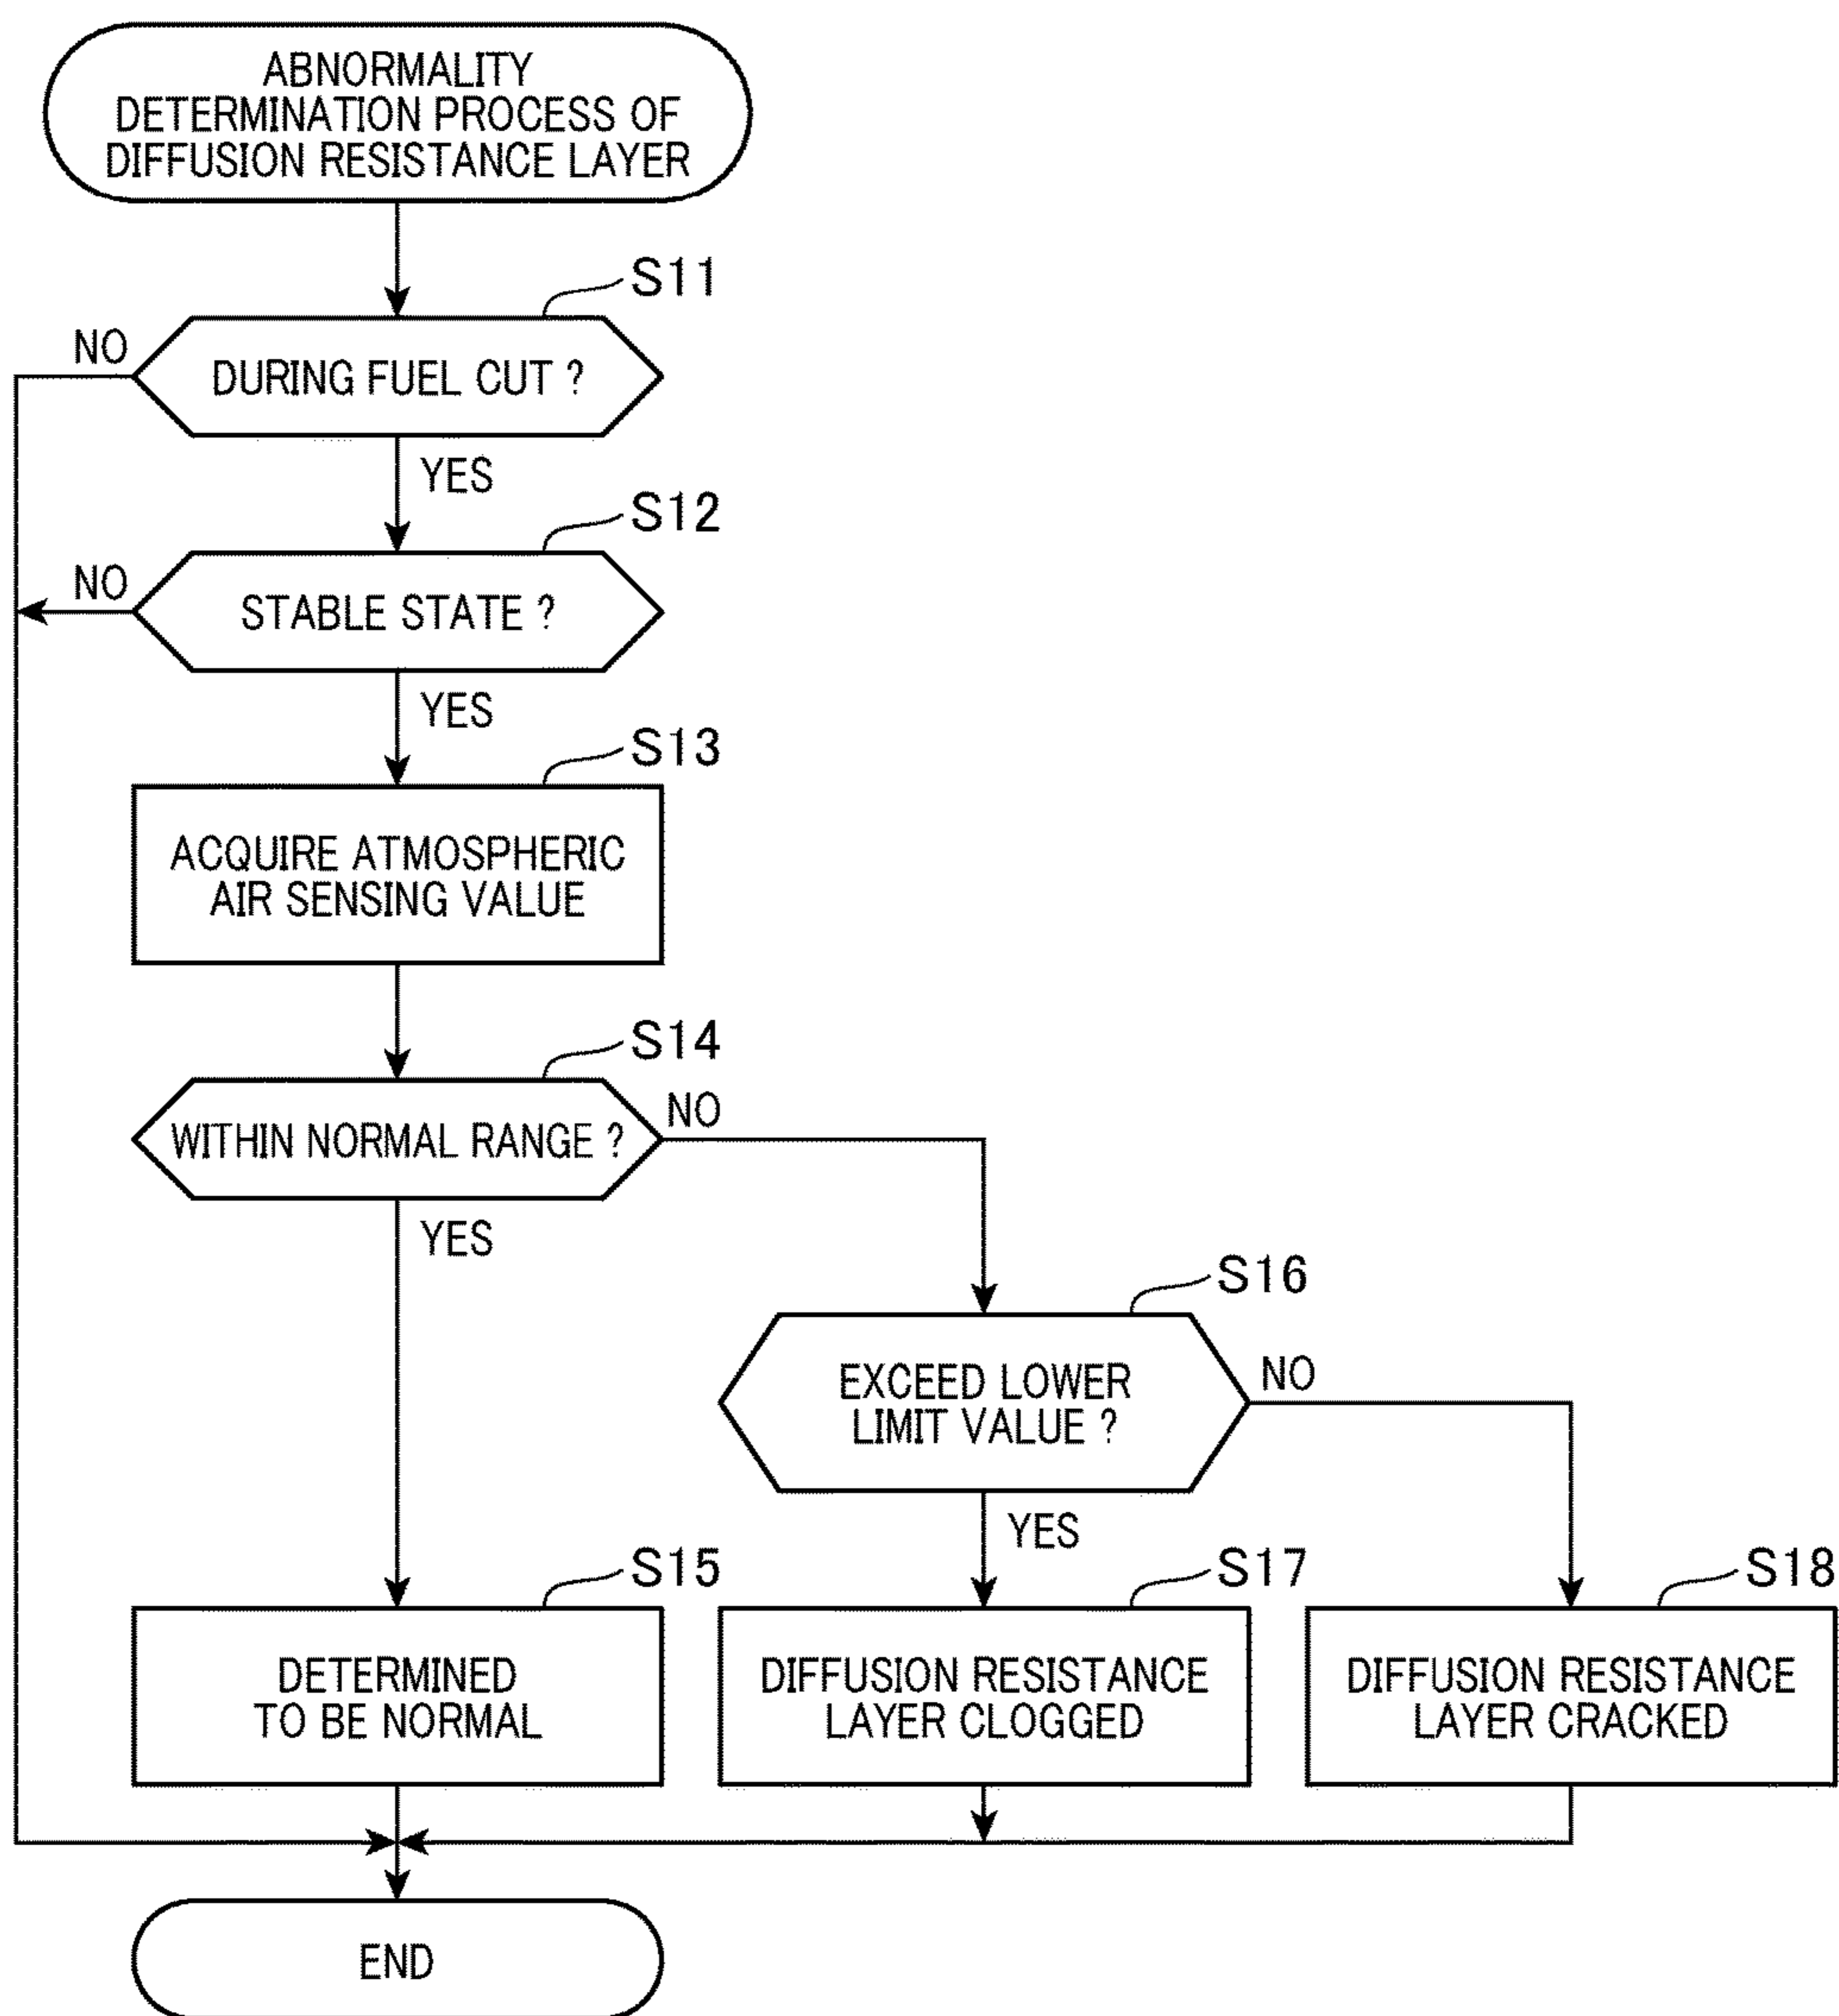 ABNORMALITY
DETERMINATION PROCESS OF
DIFFUSION RESISTANCE LAYER
S11
NO
DURING FUEL CUT ?
YES
S12
NO
STABLE STATE ?
YES
S13
ACQUIRE ATMOSPHERIC
AIR SENSING VALUE
S14
NO
WITHIN NORMAL RANGE ?
YES
S16
EXCEED LOWER
LIMIT VALUE ?
NO
YES
S15
DETERMINED
TO BE NORMAL
S17
DIFFUSION RESISTANCE
LAYER CLOGGED
S18
DIFFUSION RESISTANCE
LAYER CRACKED
END